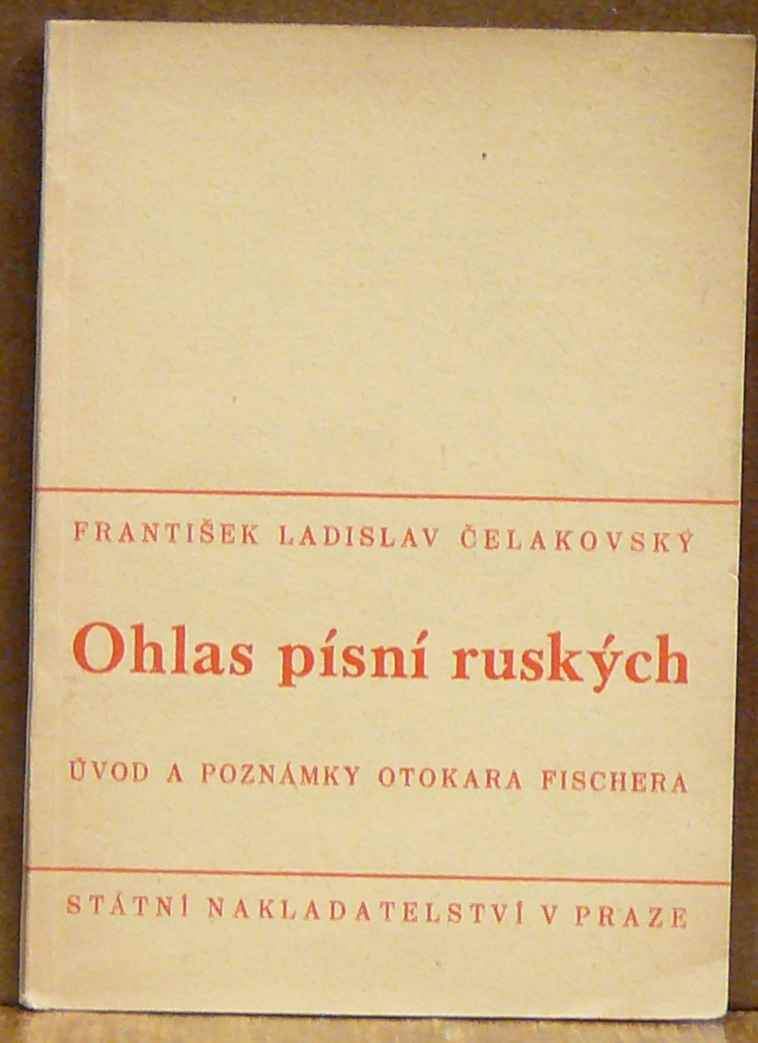 FRANTIŠEK LADISLAV ČELAKOVSKÝ
Ohlas písní ruských
ÚVOD A POZNÁMKY OTOKARA FISCHERA
STÁTNÍ NAKLADATELSTVÍ V PRAZE